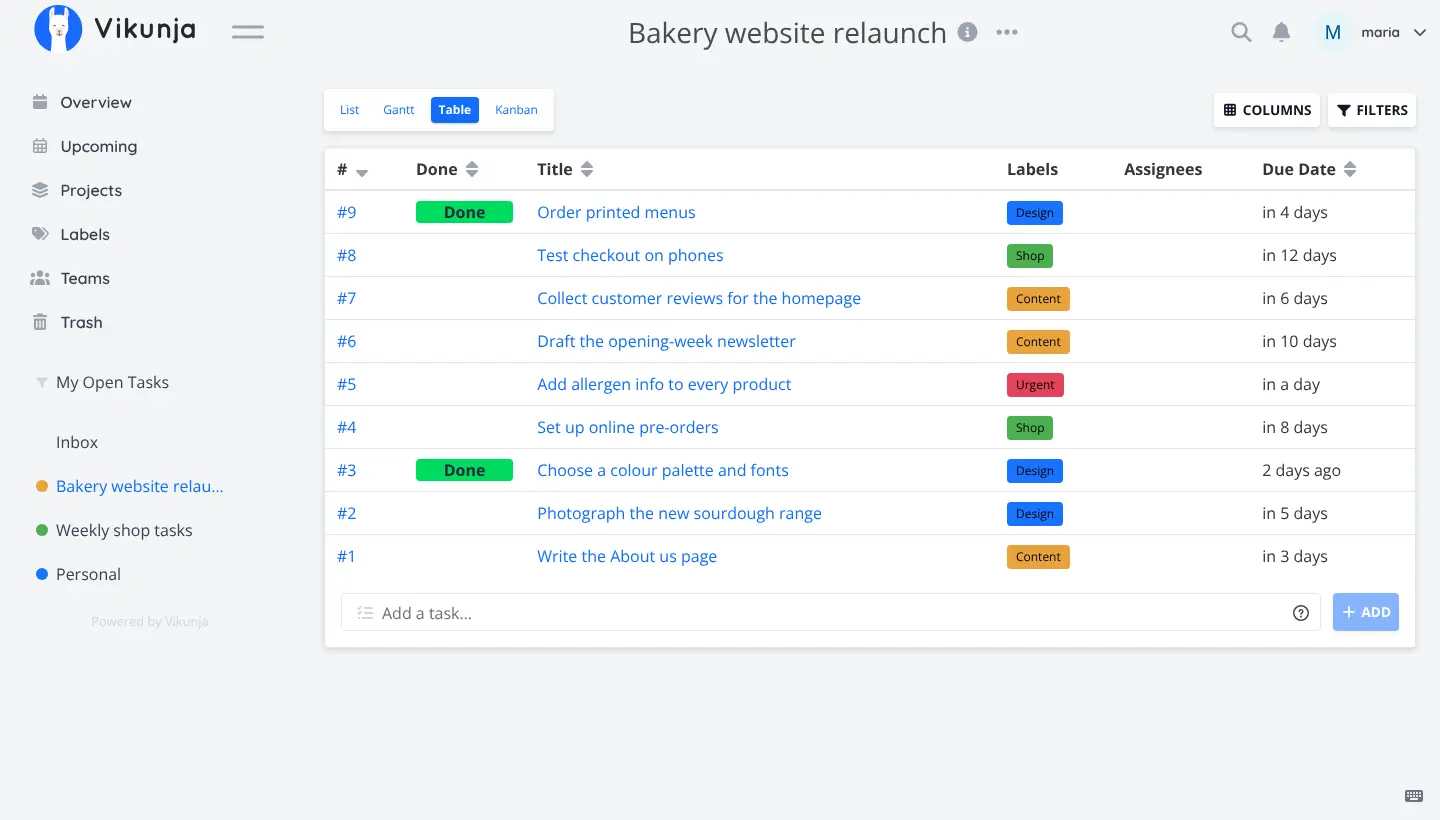 Vikunja
Bakery website relaunch
M maria
Overview
Upcoming
Projects
Labels
Teams
Trash
My Open Tasks
Inbox
Bakery website relau...
Weekly shop tasks
Personal
Powered by Vikunja
List Gantt Table Kanban
COLUMNS FILTERS
# Done Title Labels Assignees Due Date
#9 Done Order printed menus Design in 4 days
#8 Test checkout on phones Shop in 12 days
#7 Collect customer reviews for the homepage Content in 6 days
#6 Draft the opening-week newsletter Content in 10 days
#5 Add allergen info to every product Urgent in a day
#4 Set up online pre-orders Shop in 8 days
#3 Done Choose a colour palette and fonts Design 2 days ago
#2 Photograph the new sourdough range Design in 5 days
#1 Write the About us page Content in 3 days
Add a task... + ADD